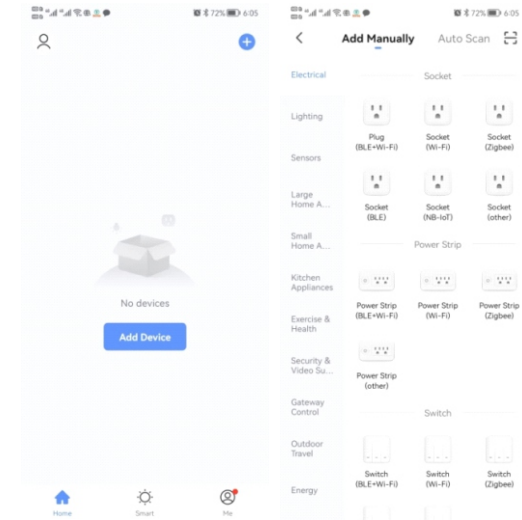 72% 6:05
No devices
Add Device
Home
Smart
Me
72% 6:05
Add Manually
Auto Scan
Electrical
Lighting
Sensors
Large
Home A...
Small
Home A...
Kitchen
Appliances
Exercise &
Health
Security &
Video Su...
Gateway
Control
Outdoor
Travel
Energy
Socket
Plug
(BLE+Wi-Fi)
Socket
(Wi-Fi)
Socket
(Zigbee)
Socket
(BLE)
Socket
(NB-IoT)
Socket
(other)
Power Strip
Power Strip
(BLE+Wi-Fi)
Power Strip
(Wi-Fi)
Power Strip
(Zigbee)
Power Strip
(other)
Switch
Switch
(BLE+Wi-Fi)
Switch
(Wi-Fi)
Switch
(Zigbee)